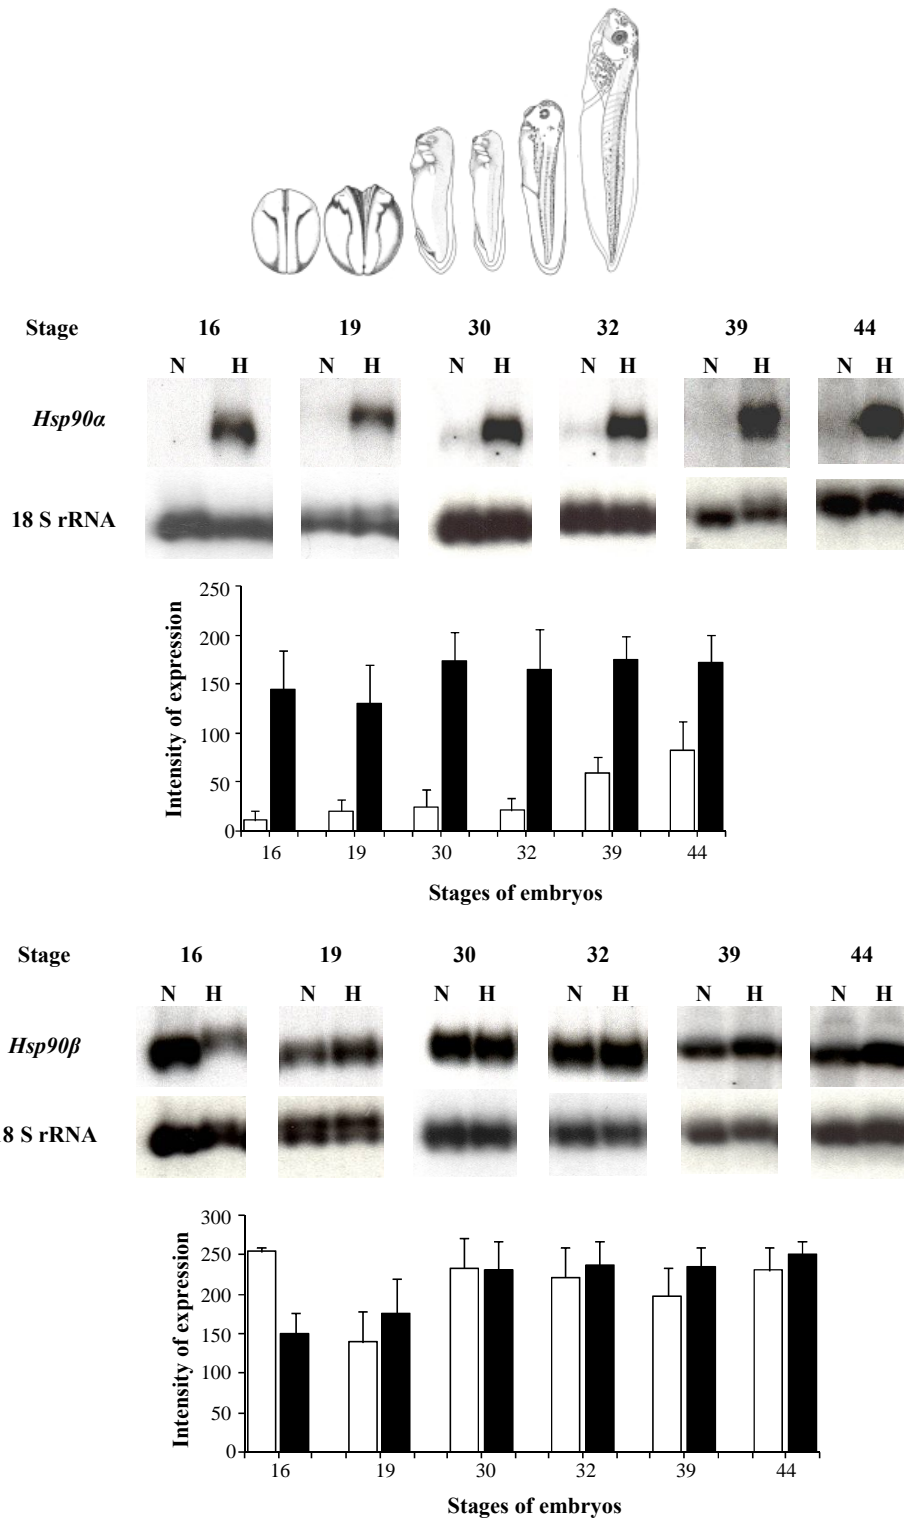 Stage 16 19 30 32 39 44
N H N H N H N H N H N H
Hsp90α
18 S rRNA
250
200
150
100
50
0
Intensity of expression
16 19 30 32 39 44
Stages of embryos
Stage 16 19 30 32 39 44
N H N H N H N H N H N H
Hsp90β
8 S rRNA
300
250
200
150
100
50
0
Intensity of expression
16 19 30 32 39 44
Stages of embryos